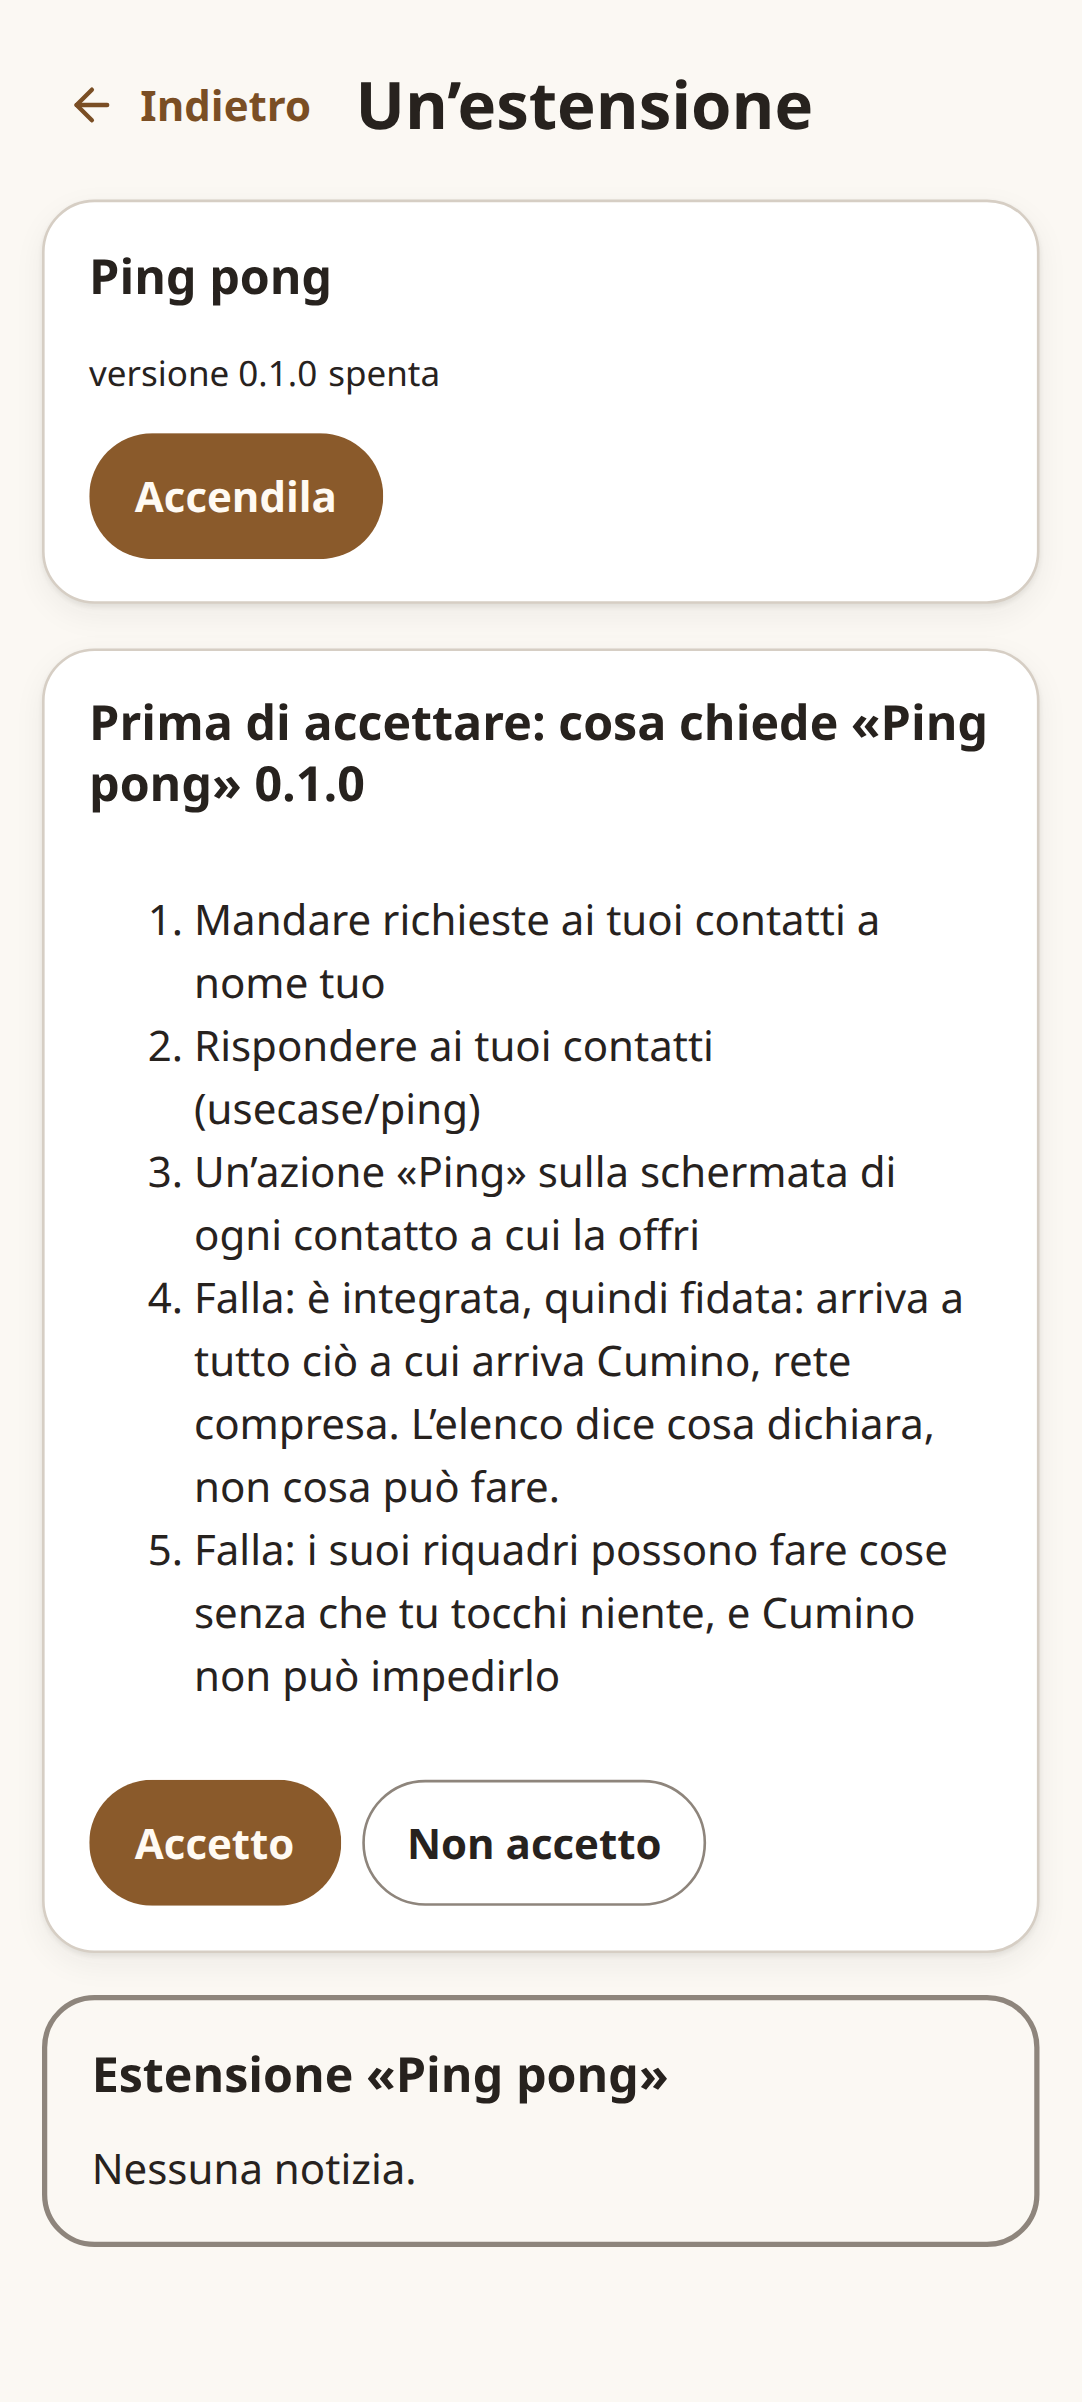 Indietro
Un’estensione
Ping pong
versione 0.1.0 spenta
Accendila
Prima di accettare: cosa chiede «Ping
pong» 0.1.0
1. Mandare richieste ai tuoi contatti a
nome tuo
2. Rispondere ai tuoi contatti
(usecase/ping)
3. Un’azione «Ping» sulla schermata di
ogni contatto a cui la offri
4. Falla: è integrata, quindi fidata: arriva a
tutto ciò a cui arriva Cumino, rete
compresa. L’elenco dice cosa dichiara,
non cosa può fare.
5. Falla: i suoi riquadri possono fare cose
senza che tu tocchi niente, e Cumino
non può impedirlo
Accetto
Non accetto
Estensione «Ping pong»
Nessuna notizia.